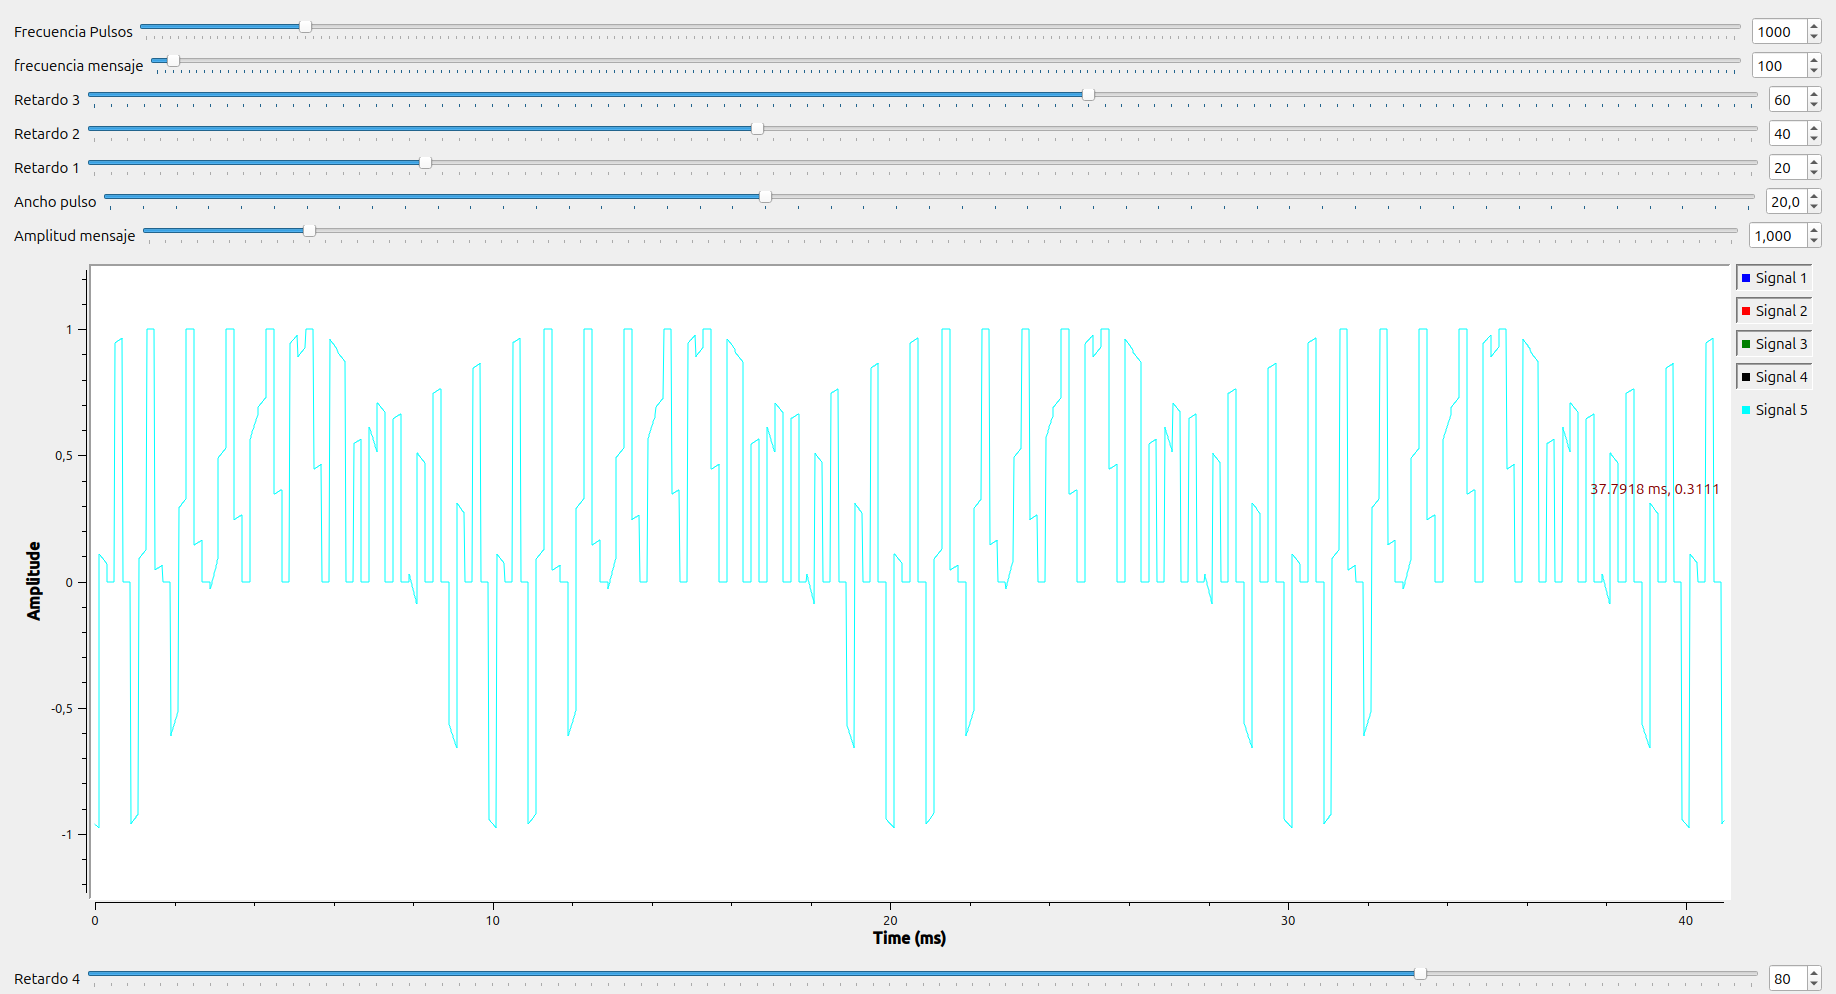 Frecuencia Pulsos 1000
frecuencia mensaje 100
Retardo 3 60
Retardo 2 40
Retardo 1 20
Ancho pulso 20,0
Amplitud mensaje 1,000
Signal 1
Signal 2
Signal 3
Signal 4
Signal 5
1
0,5
0
-0,5
-1
Amplitude
37.7918 ms, 0.3111
0 10 20 30 40
Time (ms)
Retardo 4 80